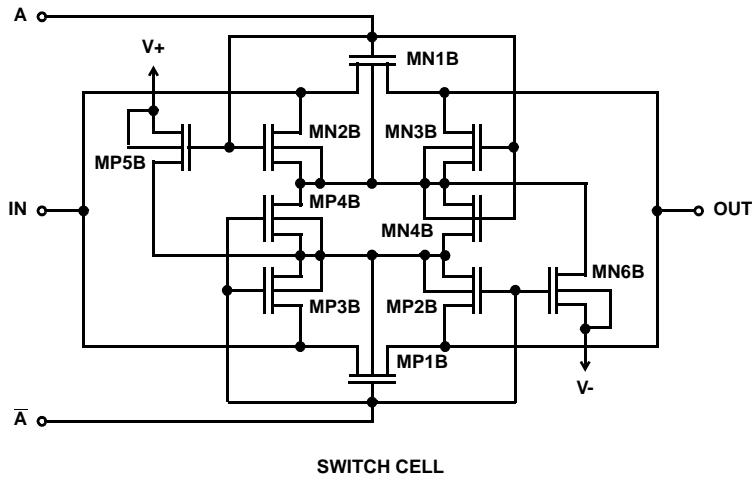 A
V+
MN1B
MN2B
MN3B
MP5B
MP4B
IN
OUT
MN4B
MN6B
MP3B
MP2B
MP1B
V-
A̅
SWITCH CELL